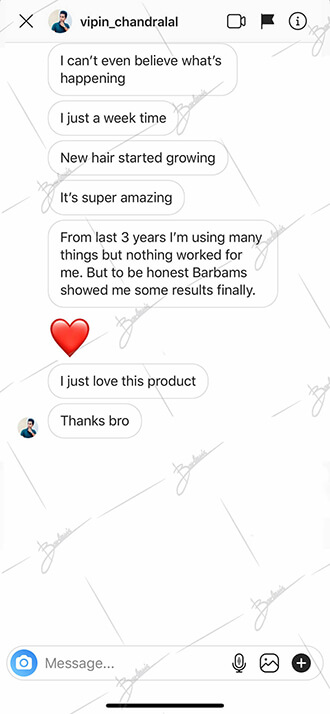 vipin_chandralal
I can't even believe what's
happening
I just a week time
New hair started growing
It's super amazing
From last 3 years I'm using many
things but nothing worked for
me. But to be honest Barbams
showed me some results finally.
I just love this product
Thanks bro
Message...